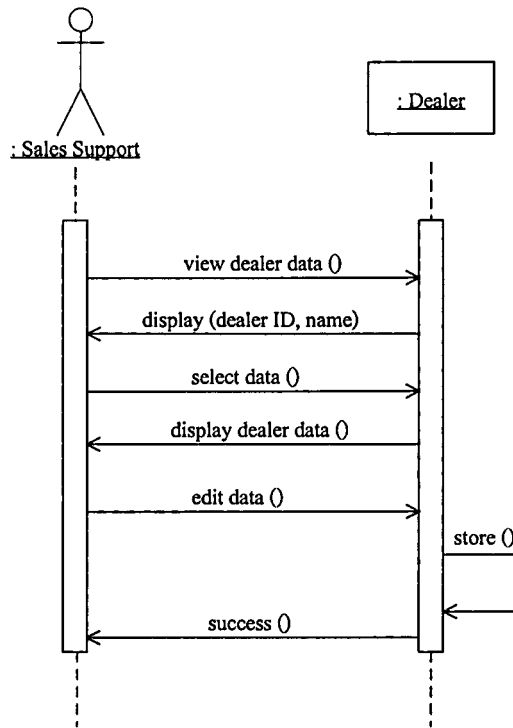 : Sales Support
: Dealer
view dealer data ()
display (dealer ID, name)
select data ()
display dealer data ()
edit data ()
store ()
success ()